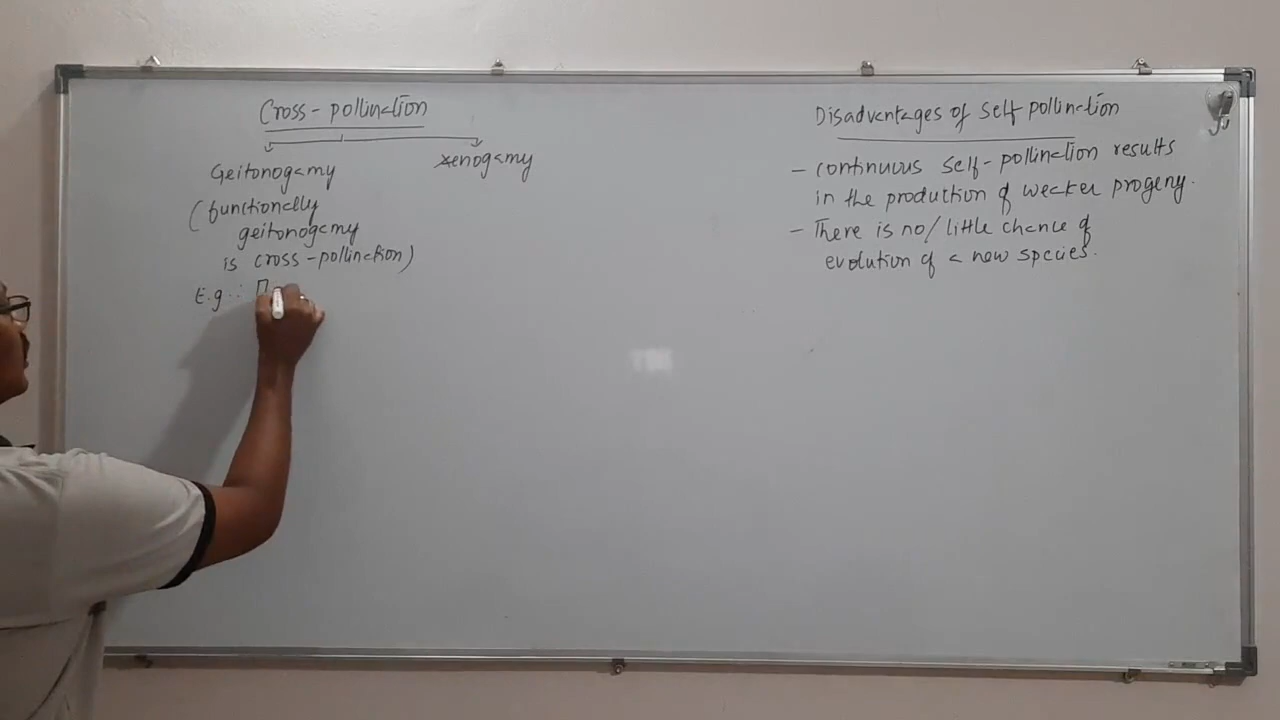 Cross-pollination
Geitonogamy
xenogamy
(functionally
geitonogamy
is cross-pollination)
E.g.:
Disadvantages of self pollination
- continuous self-pollination results
in the production of weaker progeny.
- There is no/little chance of
evolution of a new species.